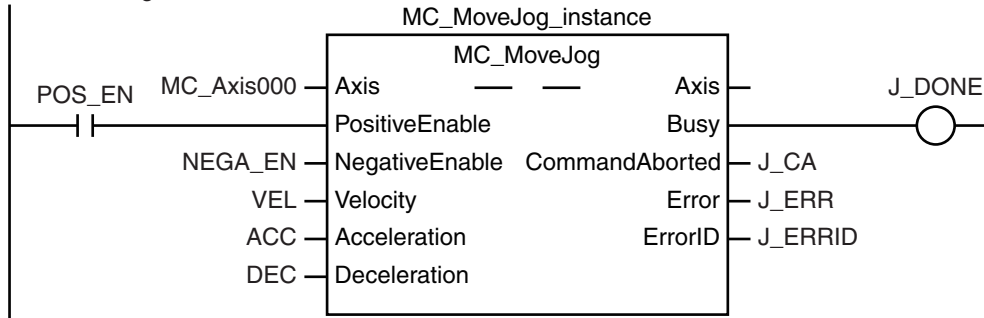 MC_MoveJog_instance
MC_MoveJog
POS_EN
MC_Axis000 Axis Axis J_DONE
PositiveEnable Busy
NEGA_EN NegativeEnable CommandAborted J_CA
VEL Velocity Error J_ERR
ACC Acceleration ErrorID J_ERRID
DEC Deceleration